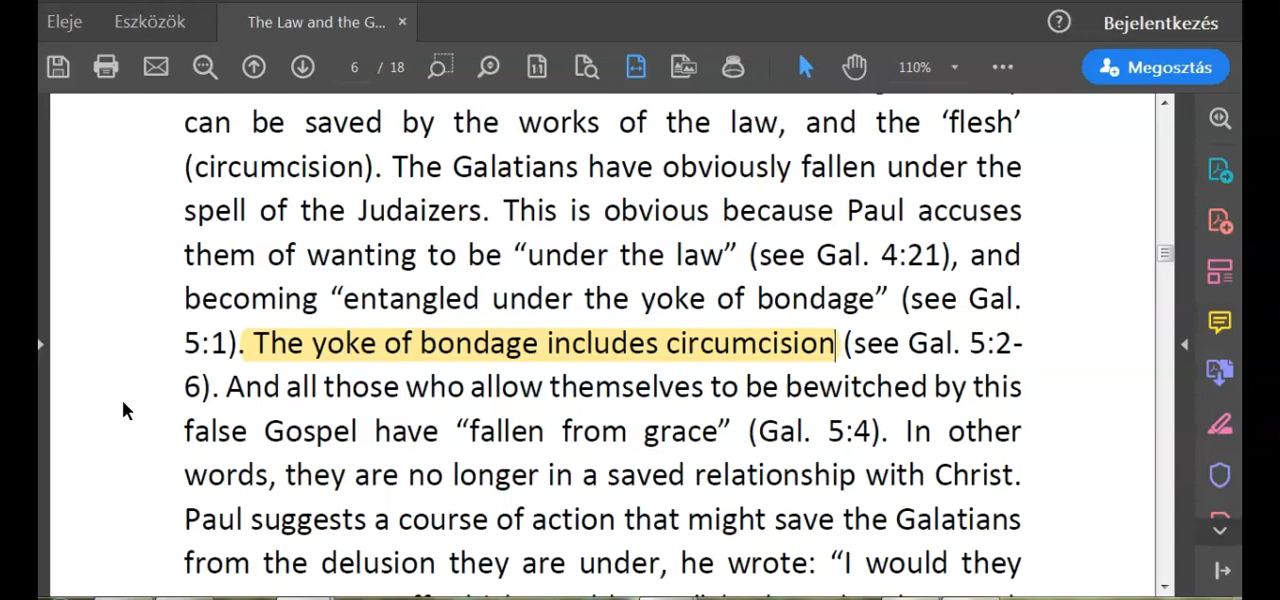 Eleje Eszközök The Law and the G... × ? Bejelentkezés
6 / 18 110% Megosztás
can be saved by the works of the law, and the ‘flesh’
(circumcision). The Galatians have obviously fallen under the
spell of the Judaizers. This is obvious because Paul accuses
them of wanting to be “under the law” (see Gal. 4:21), and
becoming “entangled under the yoke of bondage” (see Gal.
5:1). The yoke of bondage includes circumcision (see Gal. 5:2-
6). And all those who allow themselves to be bewitched by this
false Gospel have “fallen from grace” (Gal. 5:4). In other
words, they are no longer in a saved relationship with Christ.
Paul suggests a course of action that might save the Galatians
from the delusion they are under, he wrote: “I would they